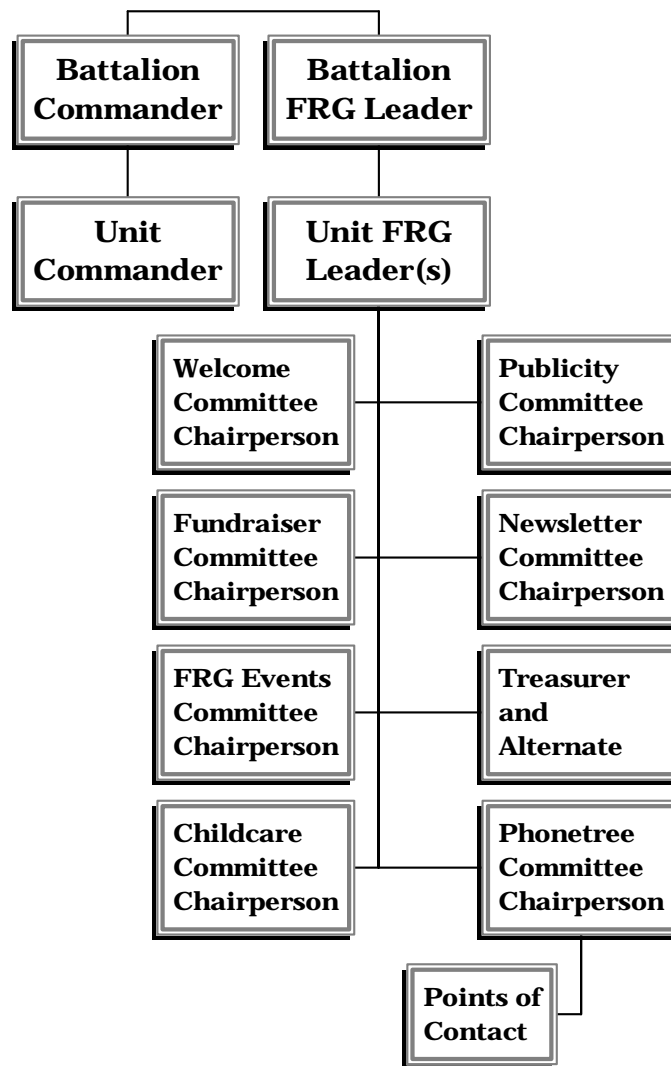 Battalion
Commander
Battalion
FRG Leader
Unit
Commander
Unit FRG
Leader(s)
Welcome
Committee
Chairperson
Publicity
Committee
Chairperson
Fundraiser
Committee
Chairperson
Newsletter
Committee
Chairperson
FRG Events
Committee
Chairperson
Treasurer
and
Alternate
Childcare
Committee
Chairperson
Phonetree
Committee
Chairperson
Points of
Contact